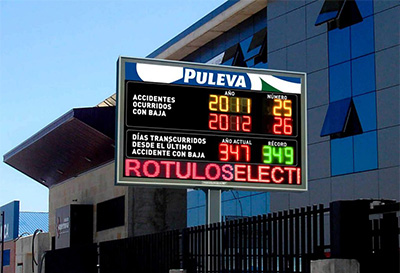 PULEVA
AÑO NÚMERO
ACCIDENTES OCURRIDOS CON BAJA
2011 25
2012 26
DÍAS TRANSCURRIDOS DESDE EL ÚLTIMO ACCIDENTE CON BAJA
AÑO ACTUAL RÉCORD
347 349
ROTULOSELECTI